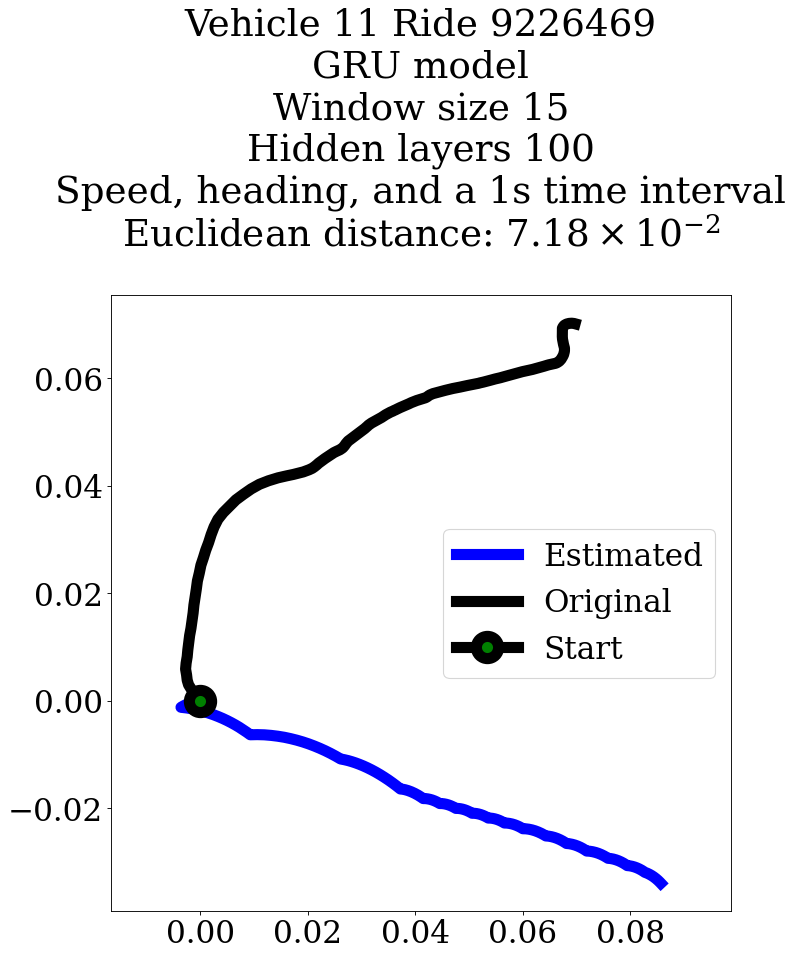 Vehicle 11 Ride 9226469
GRU model
Window size 15
Hidden layers 100
Speed, heading, and a 1s time interval
Euclidean distance: 7.18 × 10⁻²
0.06
0.04
0.02
0.00
−0.02
Estimated
Original
Start
0.00 0.02 0.04 0.06 0.08